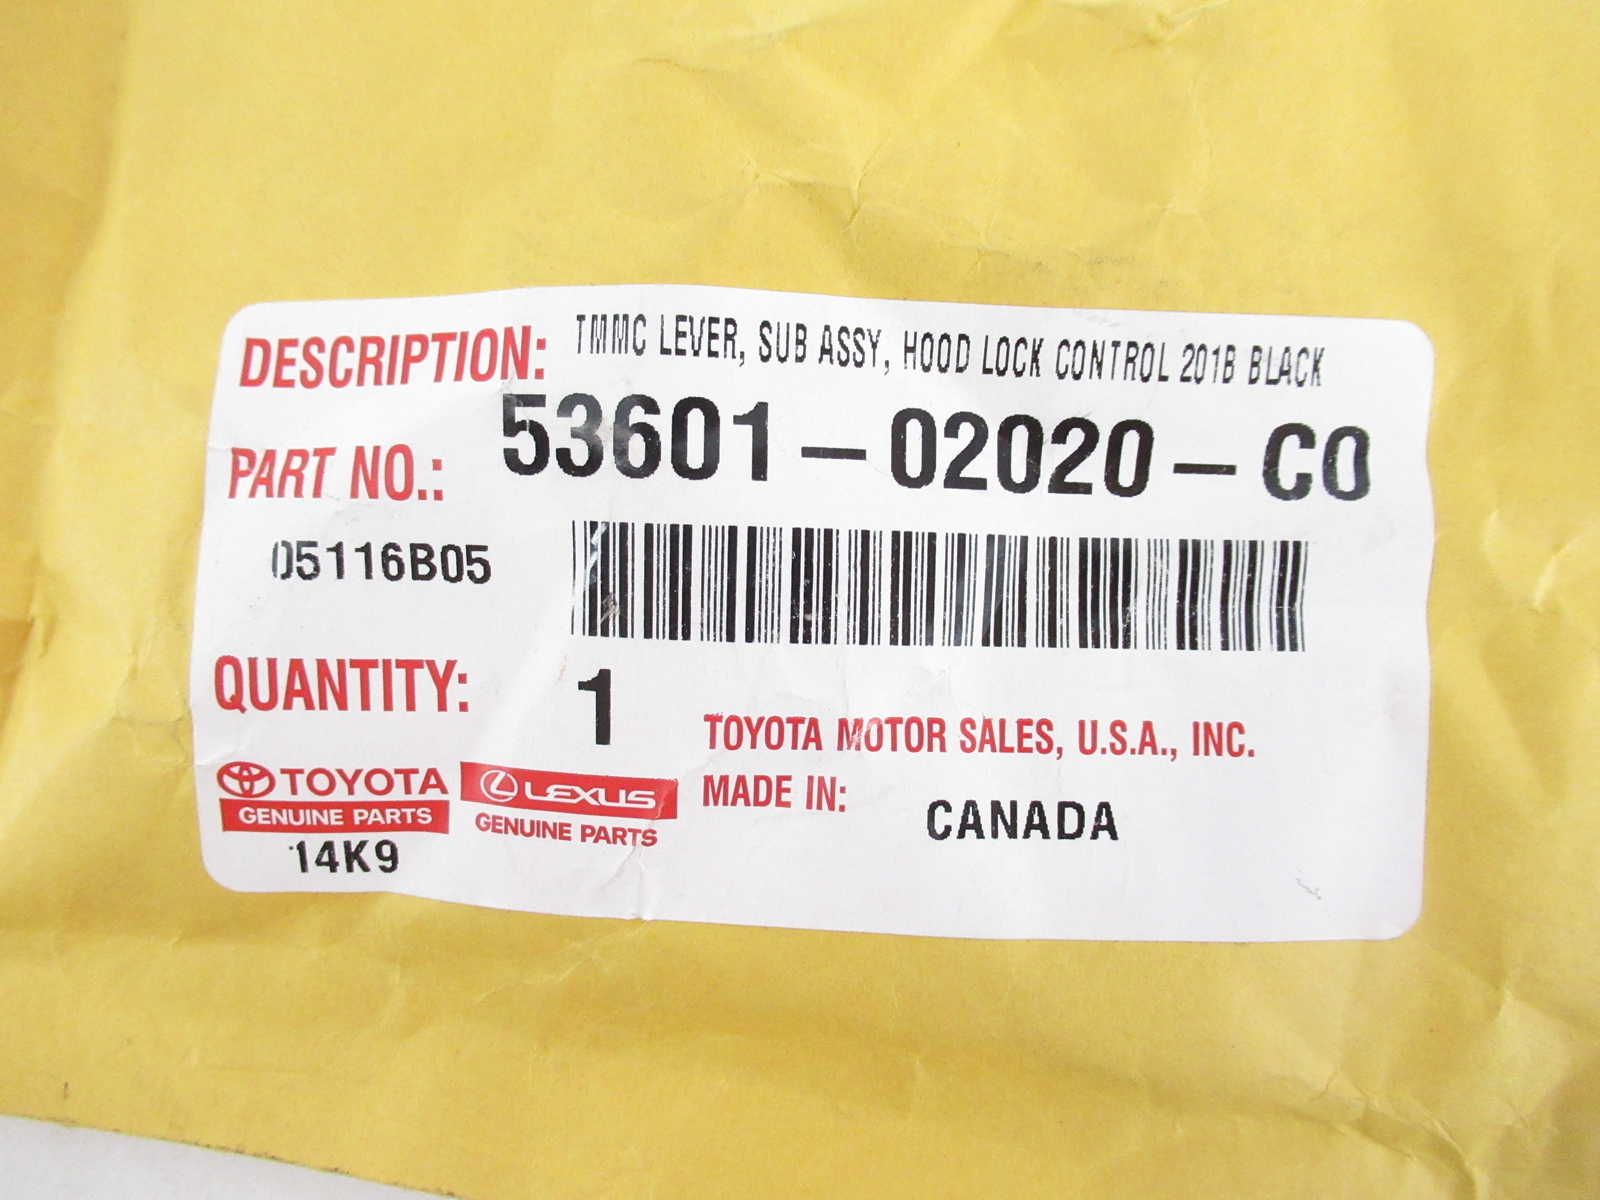 DESCRIPTION: TMMC LEVER, SUB ASSY, HOOD LOCK CONTROL 201B BLACK
PART NO.: 53601-02020-C0
05116B05
QUANTITY: 1
TOYOTA MOTOR SALES, U.S.A., INC.
TOYOTA
GENUINE PARTS
LEXUS
GENUINE PARTS
MADE IN: CANADA
14K9